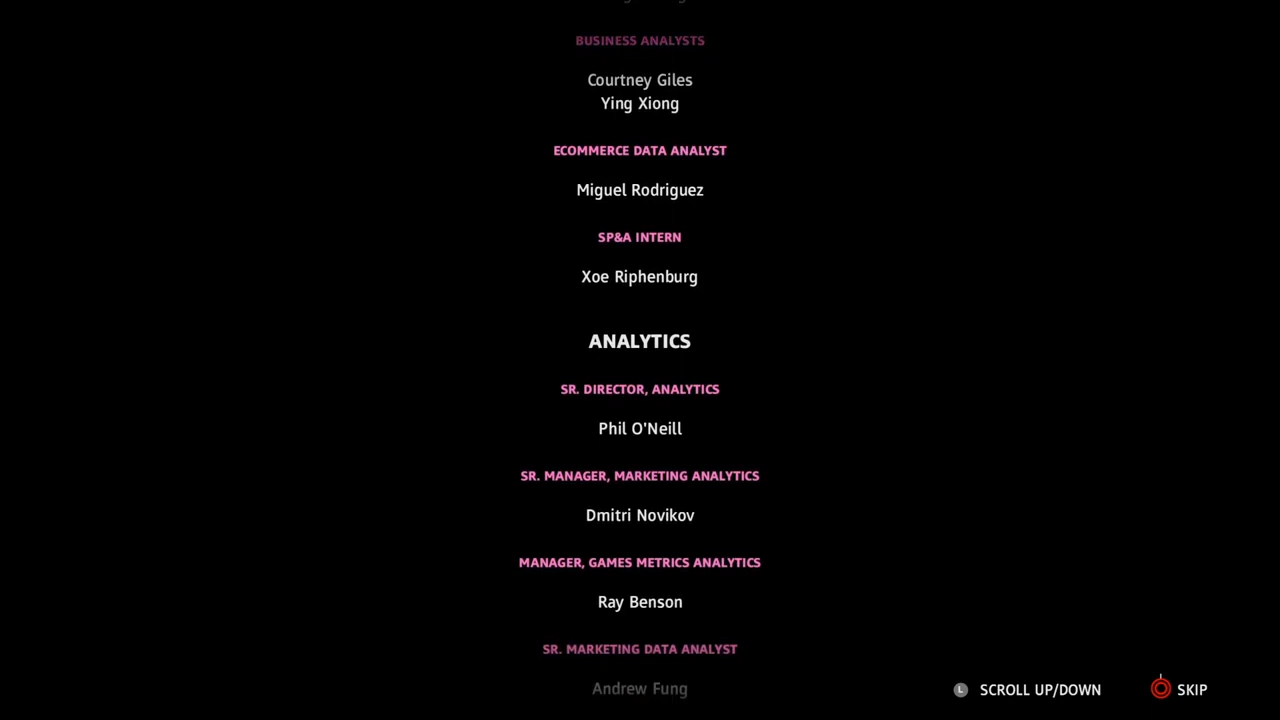 BUSINESS ANALYSTS
Courtney Giles
Ying Xiong
ECOMMERCE DATA ANALYST
Miguel Rodriguez
SP&A INTERN
Xoe Riphenburg
ANALYTICS
SR. DIRECTOR, ANALYTICS
Phil O'Neill
SR. MANAGER, MARKETING ANALYTICS
Dmitri Novikov
MANAGER, GAMES METRICS ANALYTICS
Ray Benson
SR. MARKETING DATA ANALYST
Andrew Fung
L SCROLL UP/DOWN
SKIP